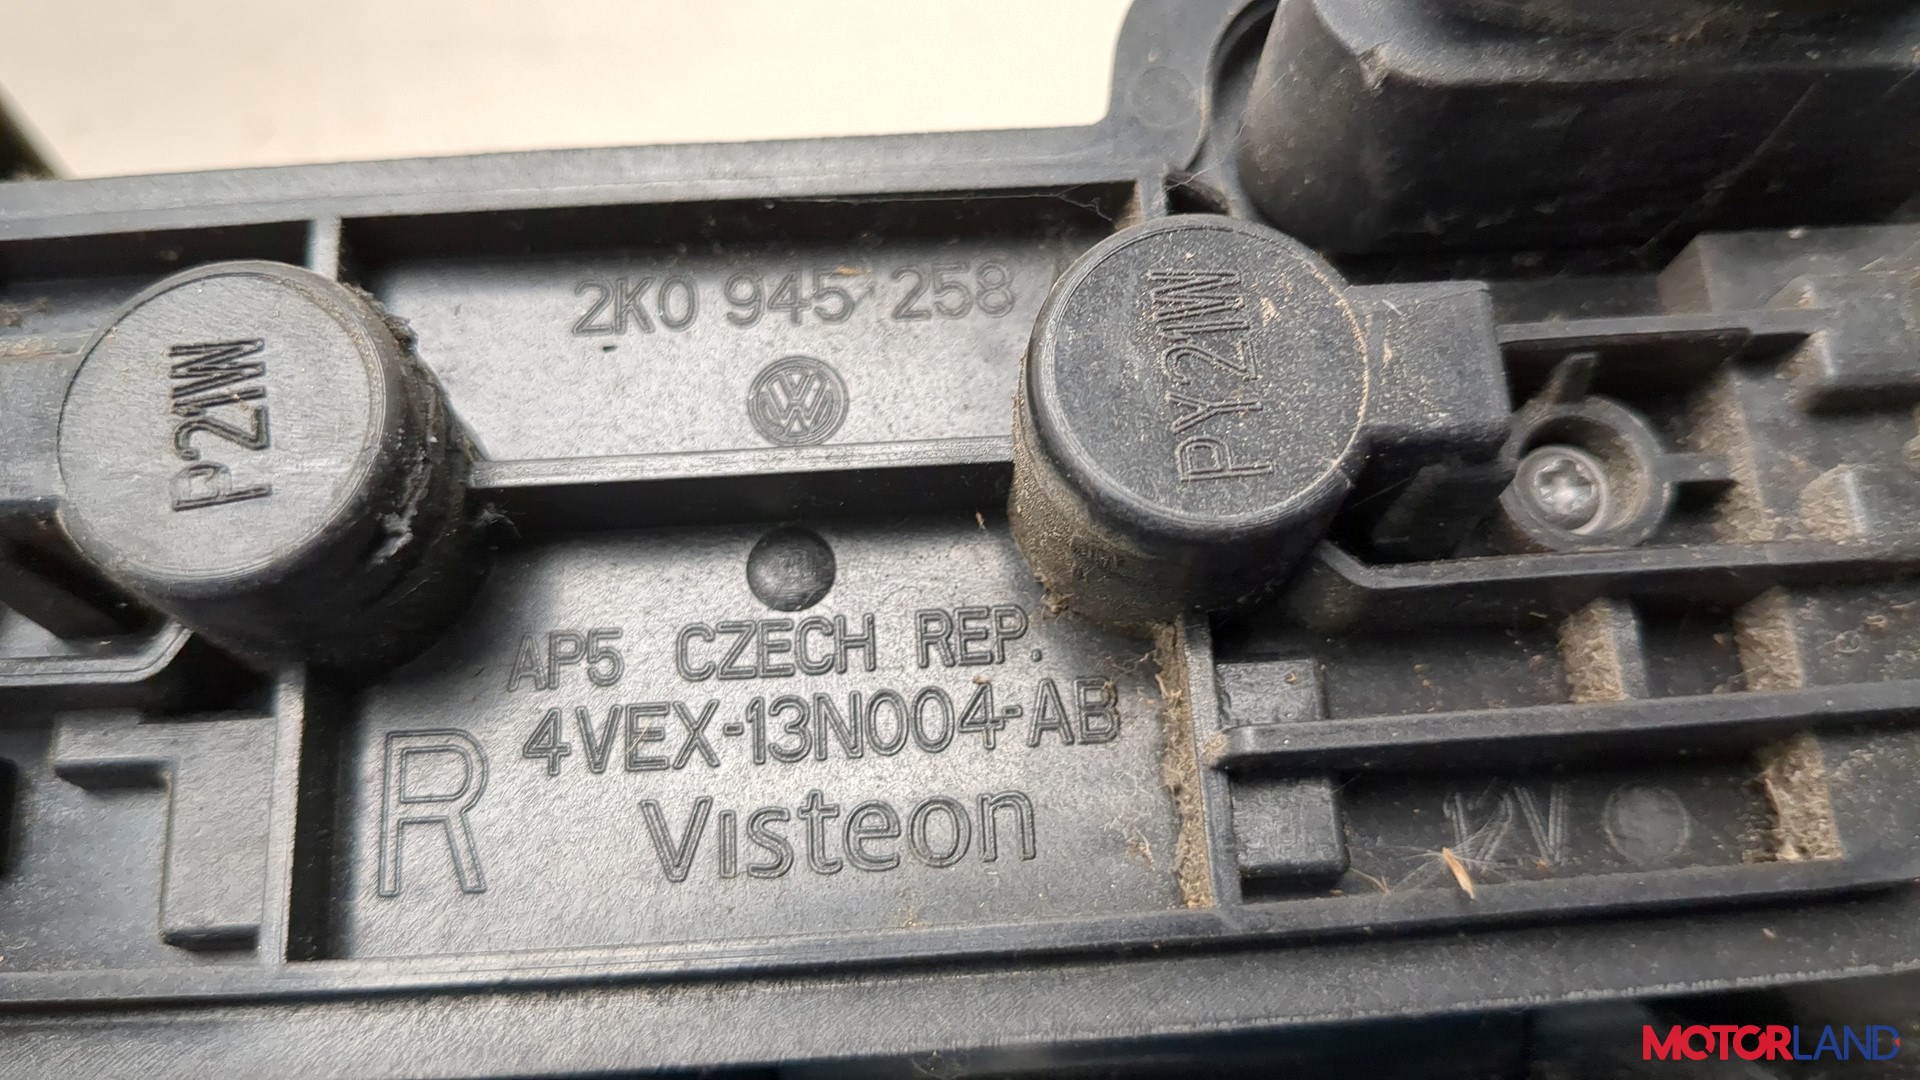 2K0 945 258
P21W
PY21W
AP5 CZECH REP.
4VEX-13N004-AB
R
Visteon
12V
MOTORLAND